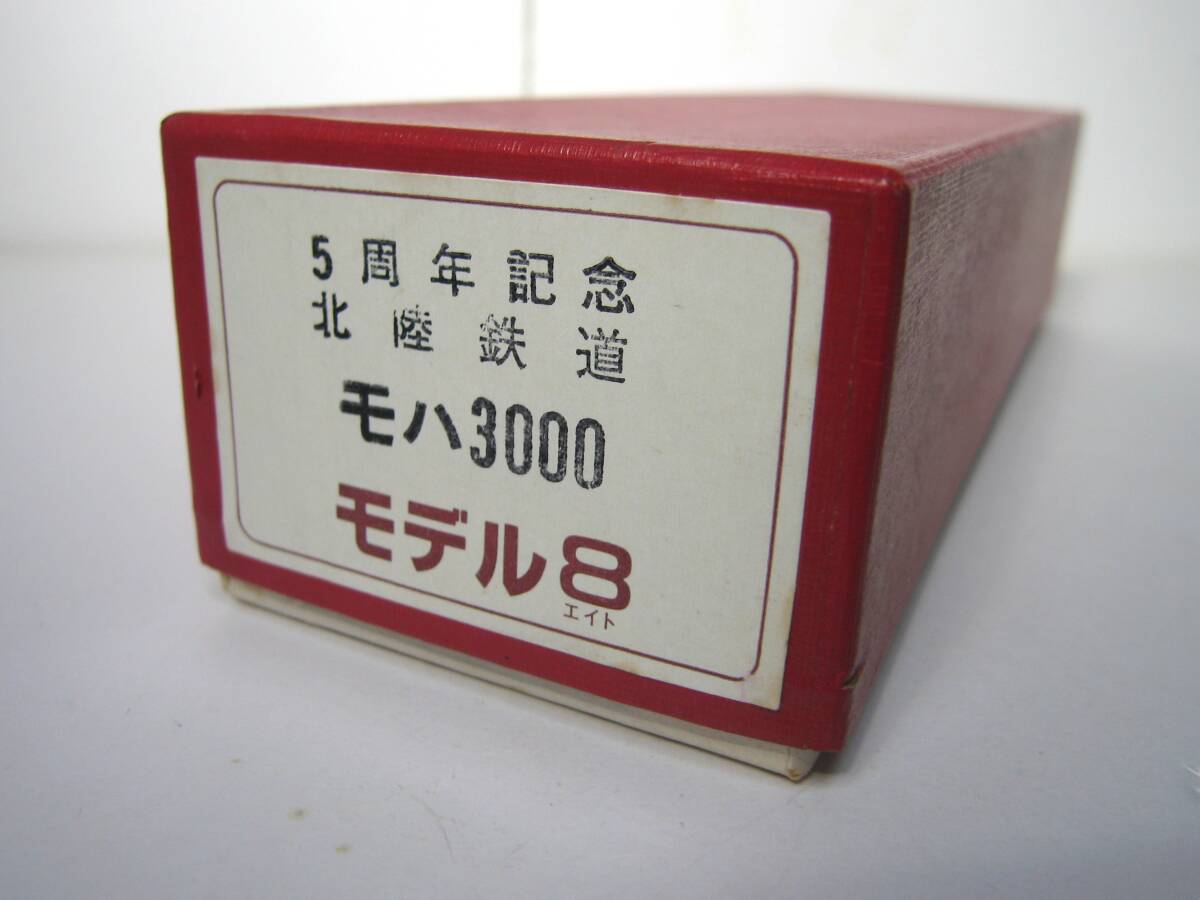 5周年記念
北陸鉄道
モハ3000
モデル8
エイト